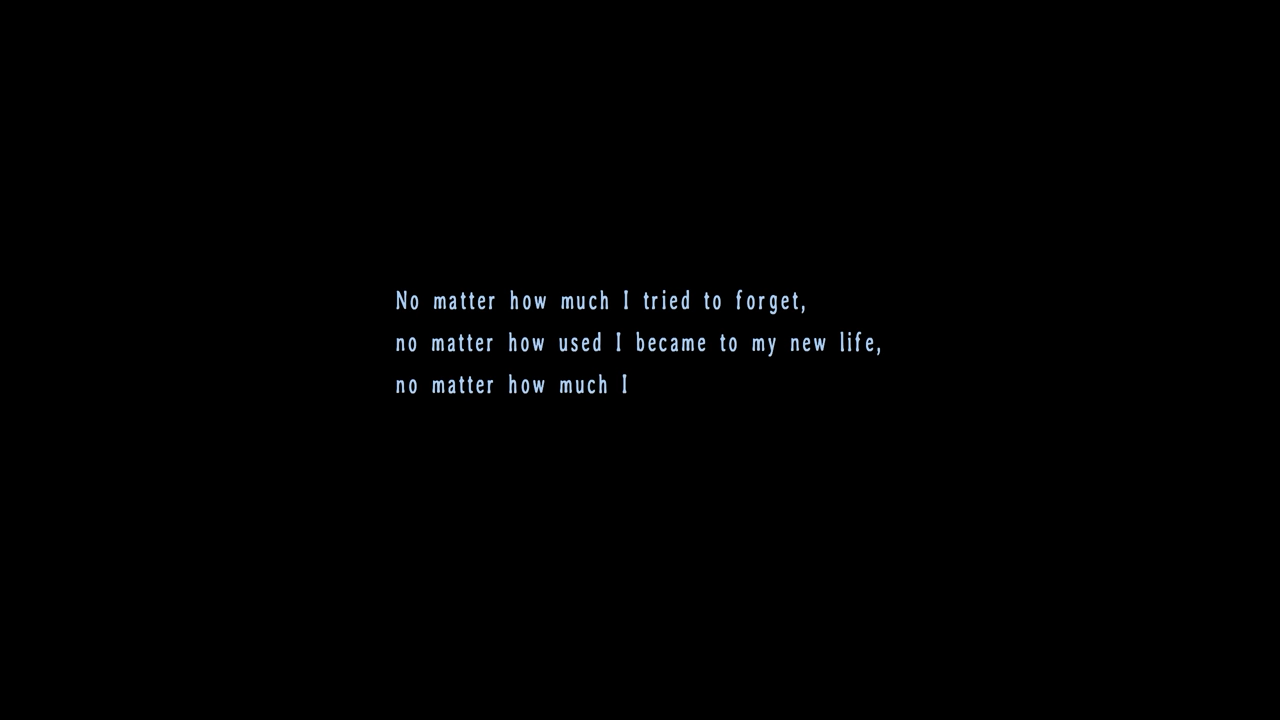 No matter how much I tried to forget,
no matter how used I became to my new life,
no matter how much I